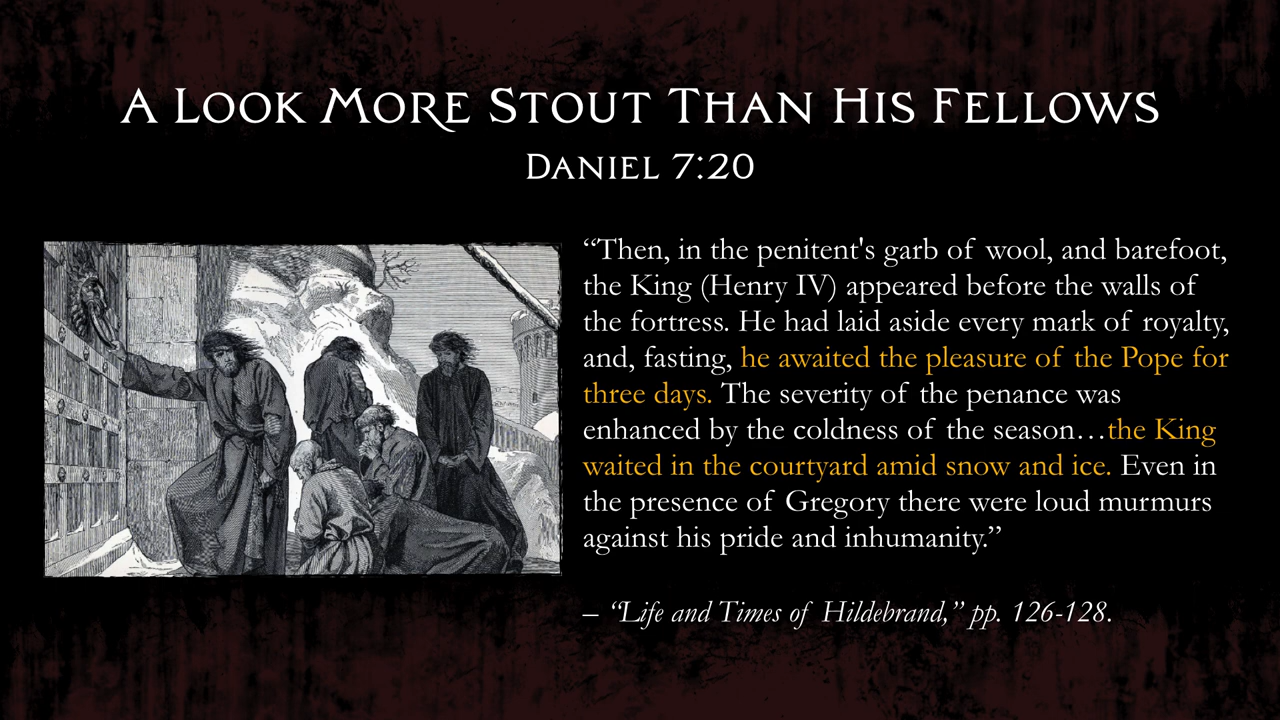 A Look More Stout Than His Fellows
Daniel 7:20
“Then, in the penitent's garb of wool, and barefoot,
the King (Henry IV) appeared before the walls of
the fortress. He had laid aside every mark of royalty,
and, fasting, he awaited the pleasure of the Pope for
three days. The severity of the penance was
enhanced by the coldness of the season…the King
waited in the courtyard amid snow and ice. Even in
the presence of Gregory there were loud murmurs
against his pride and inhumanity.”
– “Life and Times of Hildebrand,” pp. 126-128.